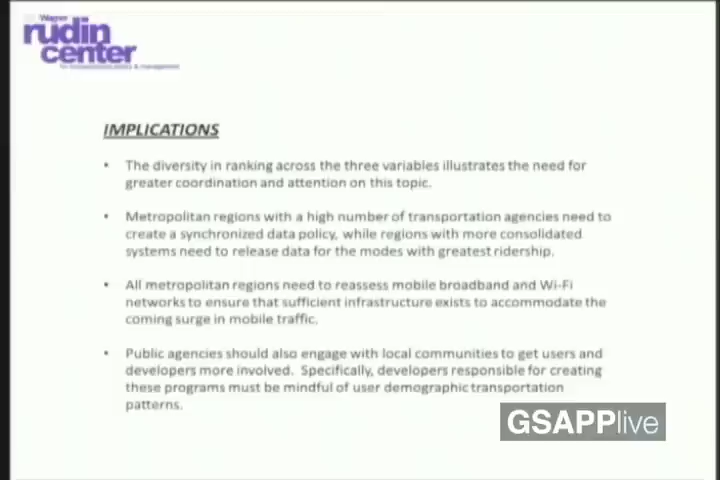 Wagner
rudin
center
IMPLICATIONS
• The diversity in ranking across the three variables illustrates the need for
greater coordination and attention on this topic.
• Metropolitan regions with a high number of transportation agencies need to
create a synchronized data policy, while regions with more consolidated
systems need to release data for the modes with greatest ridership.
• All metropolitan regions need to reassess mobile broadband and Wi-Fi
networks to ensure that sufficient infrastructure exists to accommodate the
coming surge in mobile traffic.
• Public agencies should also engage with local communities to get users and
developers more involved. Specifically, developers responsible for creating
these programs must be mindful of user demographic transportation
patterns.
GSAPPlive